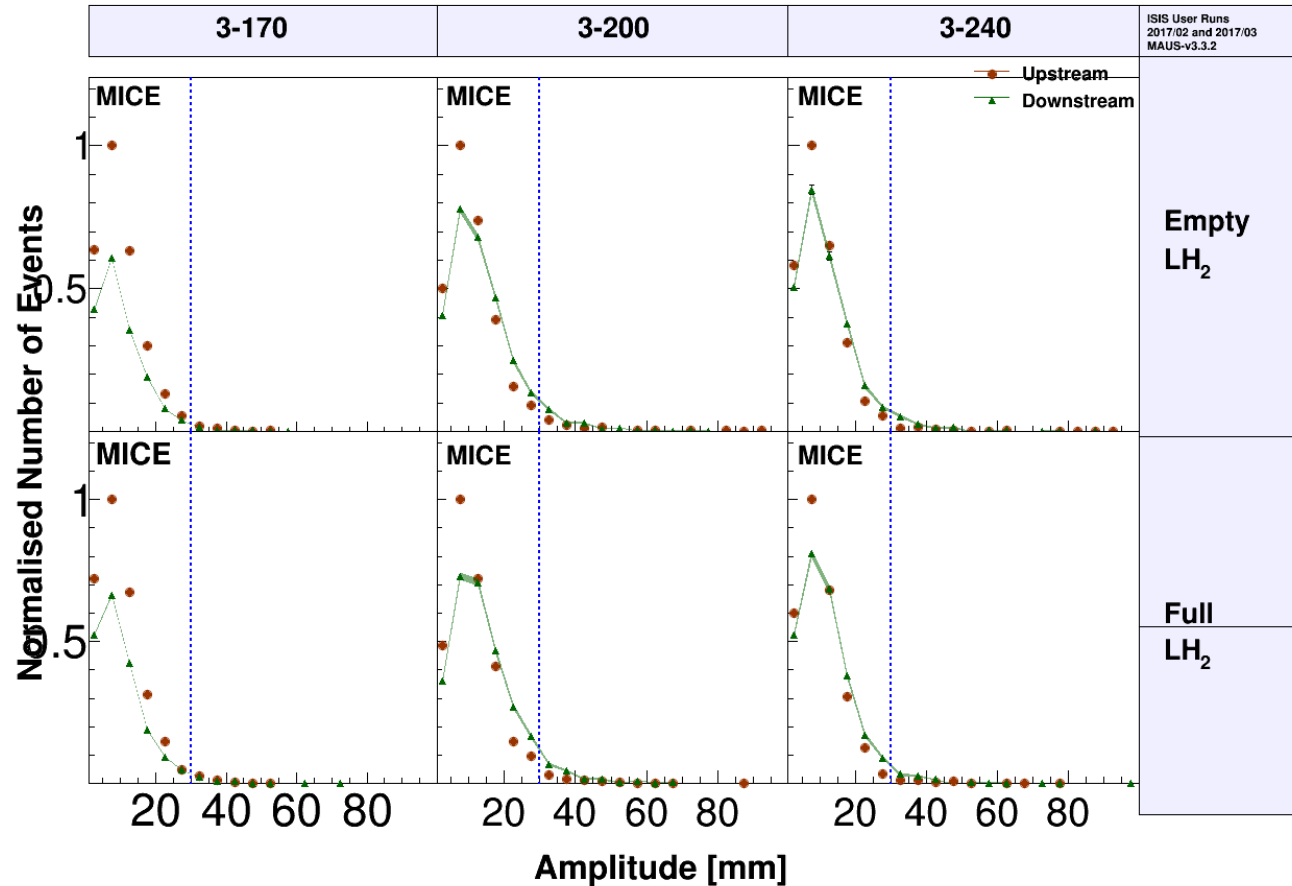 3-170 3-200 3-240
ISIS User Runs
2017/02 and 2017/03
MAUS-v3.3.2
Upstream
Downstream
MICE MICE MICE
1
0.5
Empty
LH2
MICE MICE MICE
1
0.5
Full
LH2
Normalised Number of Events
20 40 60 80 20 40 60 80 20 40 60 80
Amplitude [mm]